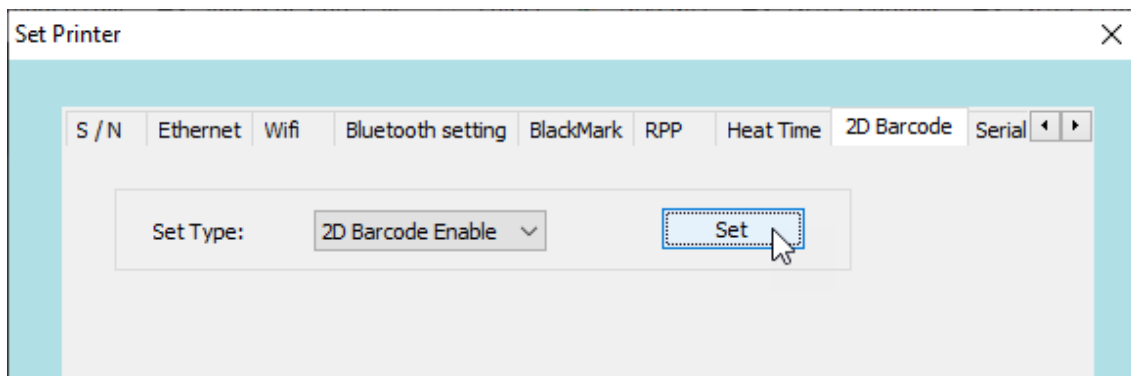 Set Printer
S / N Ethernet Wifi Bluetooth setting BlackMark RPP Heat Time 2D Barcode Serial
Set Type: 2D Barcode Enable Set